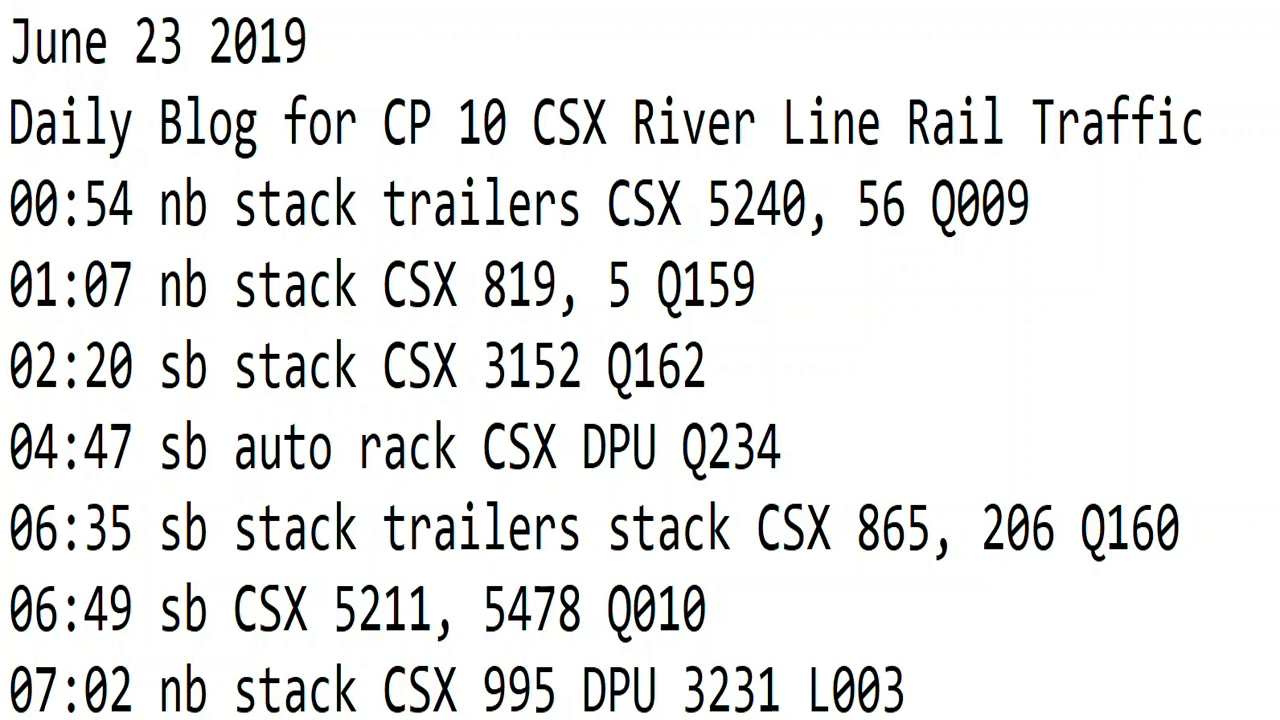 June 23 2019
Daily Blog for CP 10 CSX River Line Rail Traffic
00:54 nb stack trailers CSX 5240, 56 Q009
01:07 nb stack CSX 819, 5 Q159
02:20 sb stack CSX 3152 Q162
04:47 sb auto rack CSX DPU Q234
06:35 sb stack trailers stack CSX 865, 206 Q160
06:49 sb CSX 5211, 5478 Q010
07:02 nb stack CSX 995 DPU 3231 L003